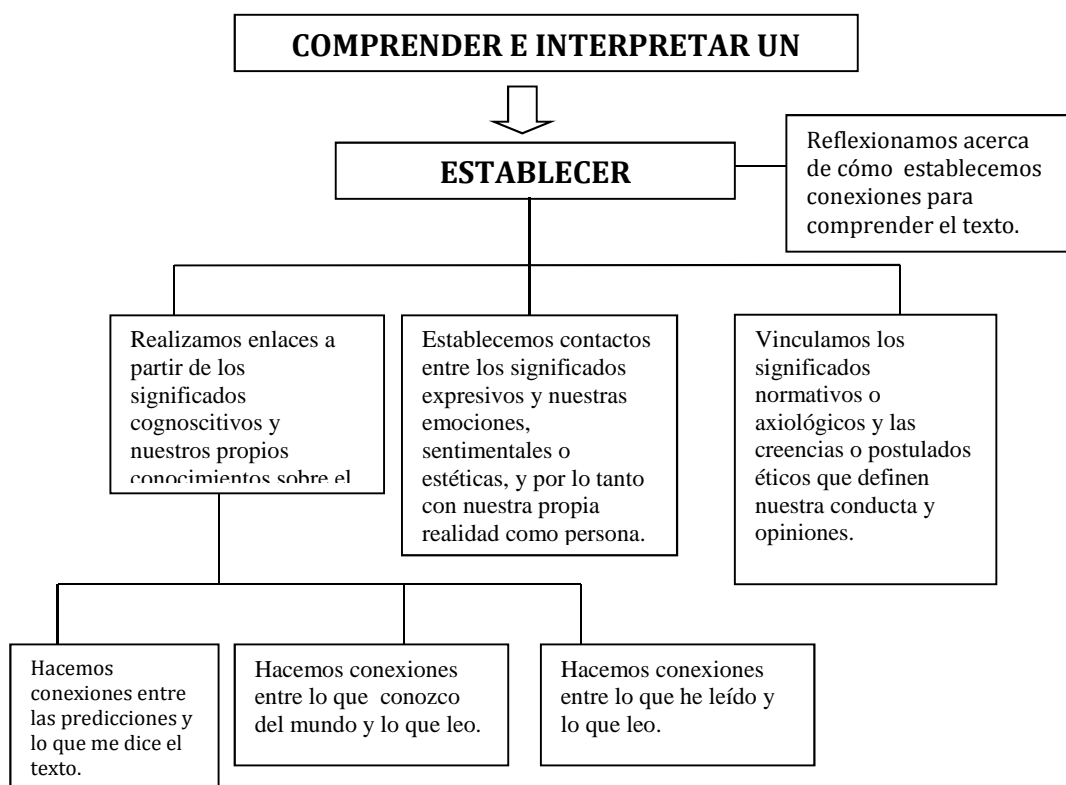 COMPRENDER E INTERPRETAR UN
ESTABLECER
Reflexionamos acerca
de cómo establecemos
conexiones para
comprender el texto.
Realizamos enlaces a
partir de los
significados
cognoscitivos y
nuestros propios
conocimientos sobre el
Establecemos contactos
entre los significados
expresivos y nuestras
emociones,
sentimentales o
estéticas, y por lo tanto
con nuestra propia
realidad como persona.
Vinculamos los
significados
normativos o
axiológicos y las
creencias o postulados
éticos que definen
nuestra conducta y
opiniones.
Hacemos
conexiones entre
las predicciones y
lo que me dice el
texto.
Hacemos conexiones
entre lo que conozco
del mundo y lo que leo.
Hacemos conexiones
entre lo que he leído y
lo que leo.